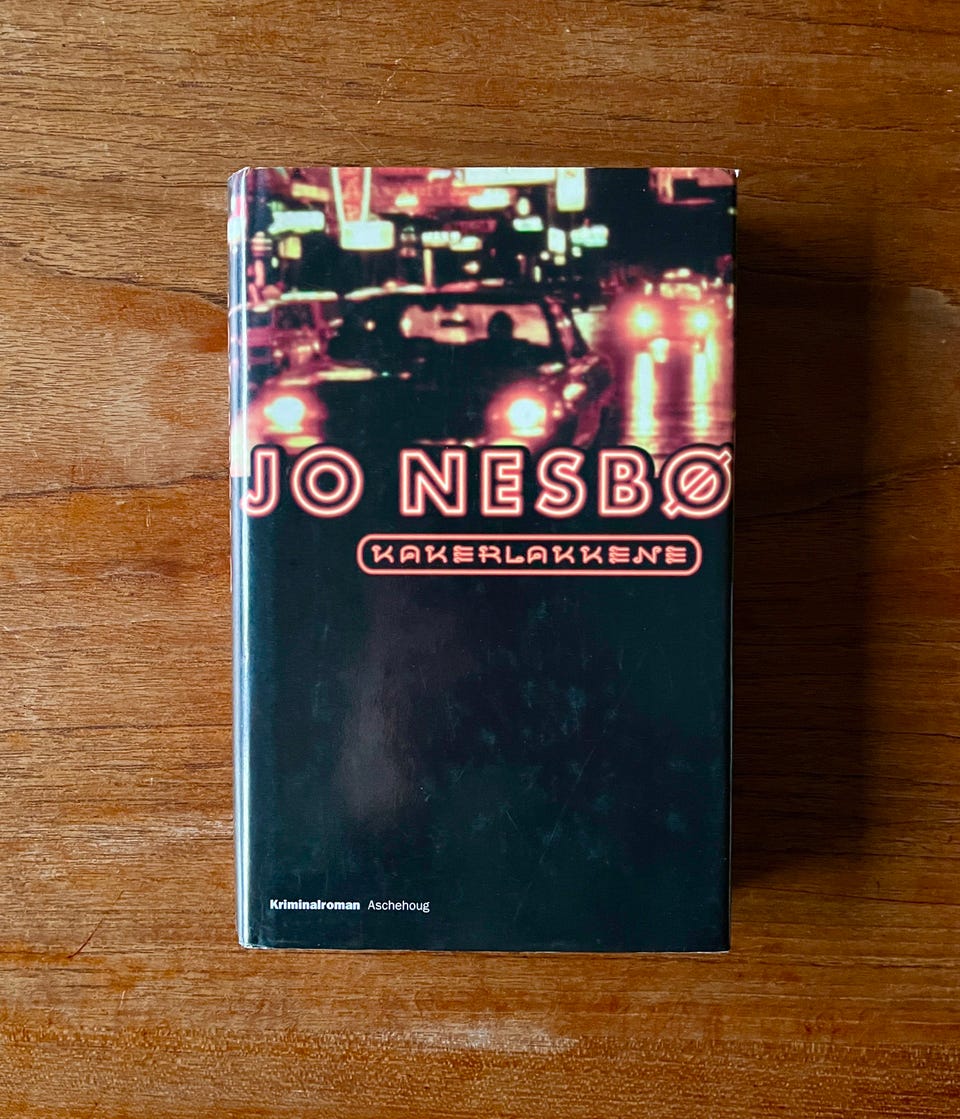 JO NESBØ
KAKERLAKKENE
Kriminalroman Aschehoug